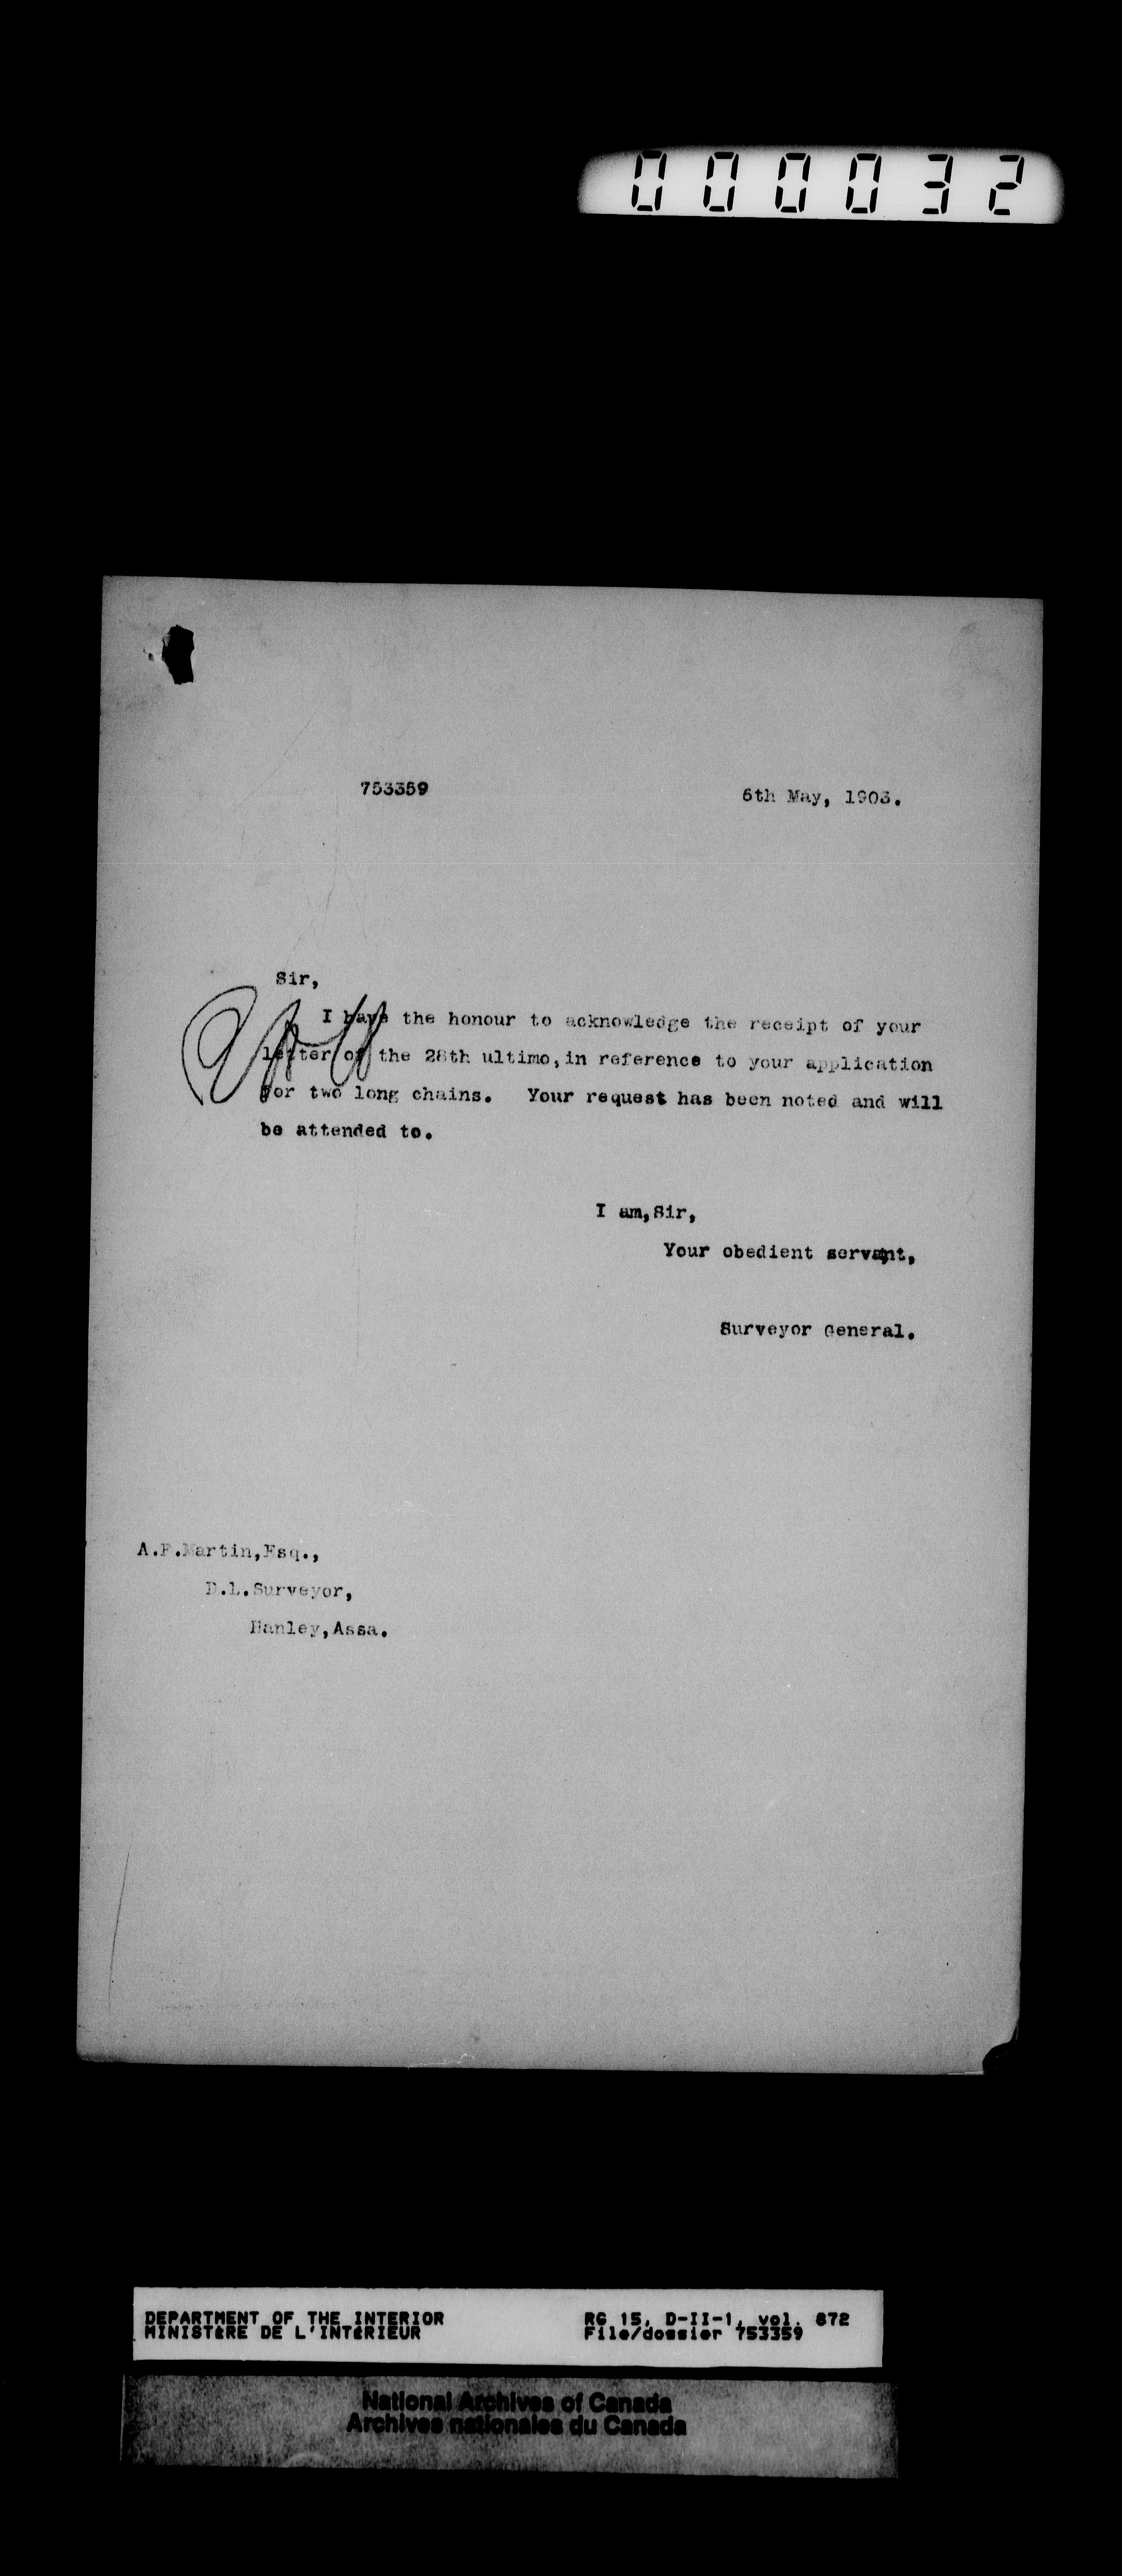 000032
753359
6th May, 1903.
Sir,
I have the honour to acknowledge the receipt of your
letter of the 28th ultimo, in reference to your application
for two long chains. Your request has been noted and will
be attended to.
I am, Sir,
Your obedient servant,
Surveyor General.
A.F.Martin, Esq.,
D.L.Surveyor,
Hanley, Assa.
DEPARTMENT OF THE INTERIOR
MINISTÈRE DE L'INTÉRIEUR
RG 15, D-II-1, vol. 872
File/dossier 753359
National Archives of Canada
Archives nationales du Canada